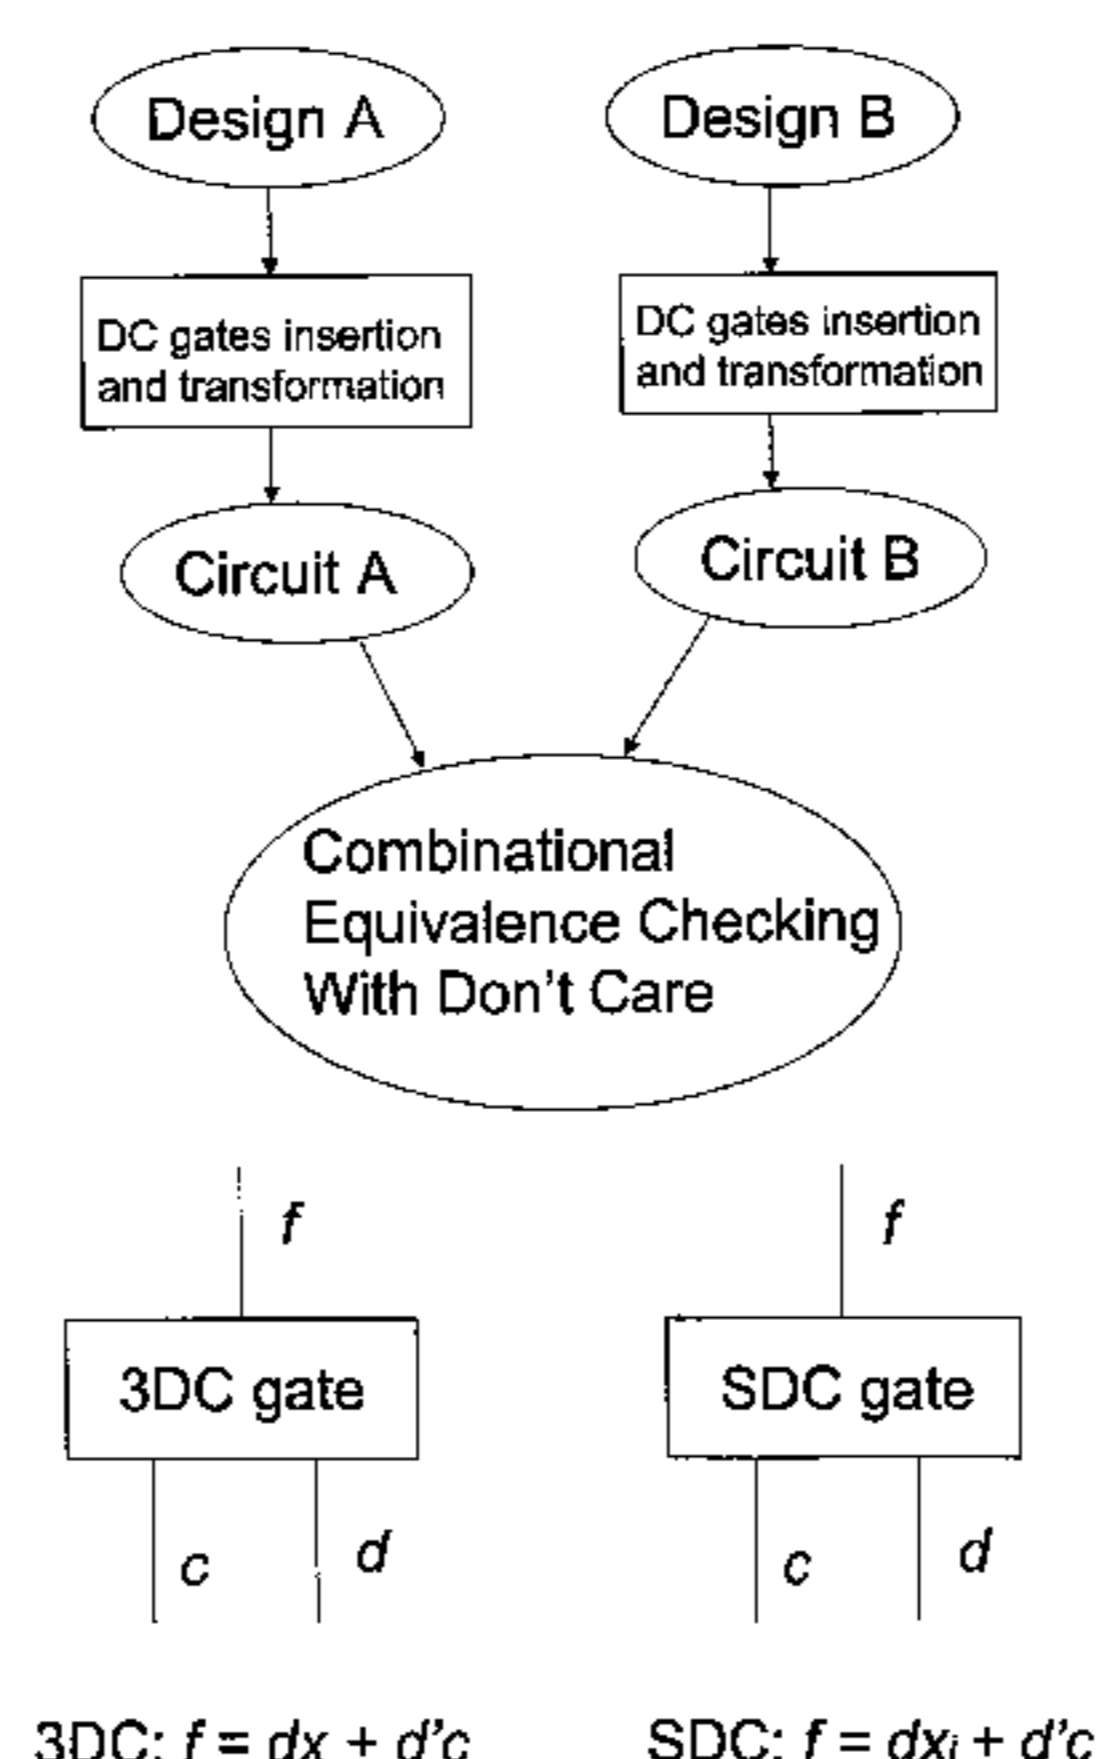 Design A
Design B
DC gates insertion
and transformation
DC gates insertion
and transformation
Circuit A
Circuit B
Combinational
Equivalence Checking
With Don't Care
f
f
3DC gate
SDC gate
c
d
c
d
3DC: f = dx + d'c
SDC: f = dxᵢ + d'c